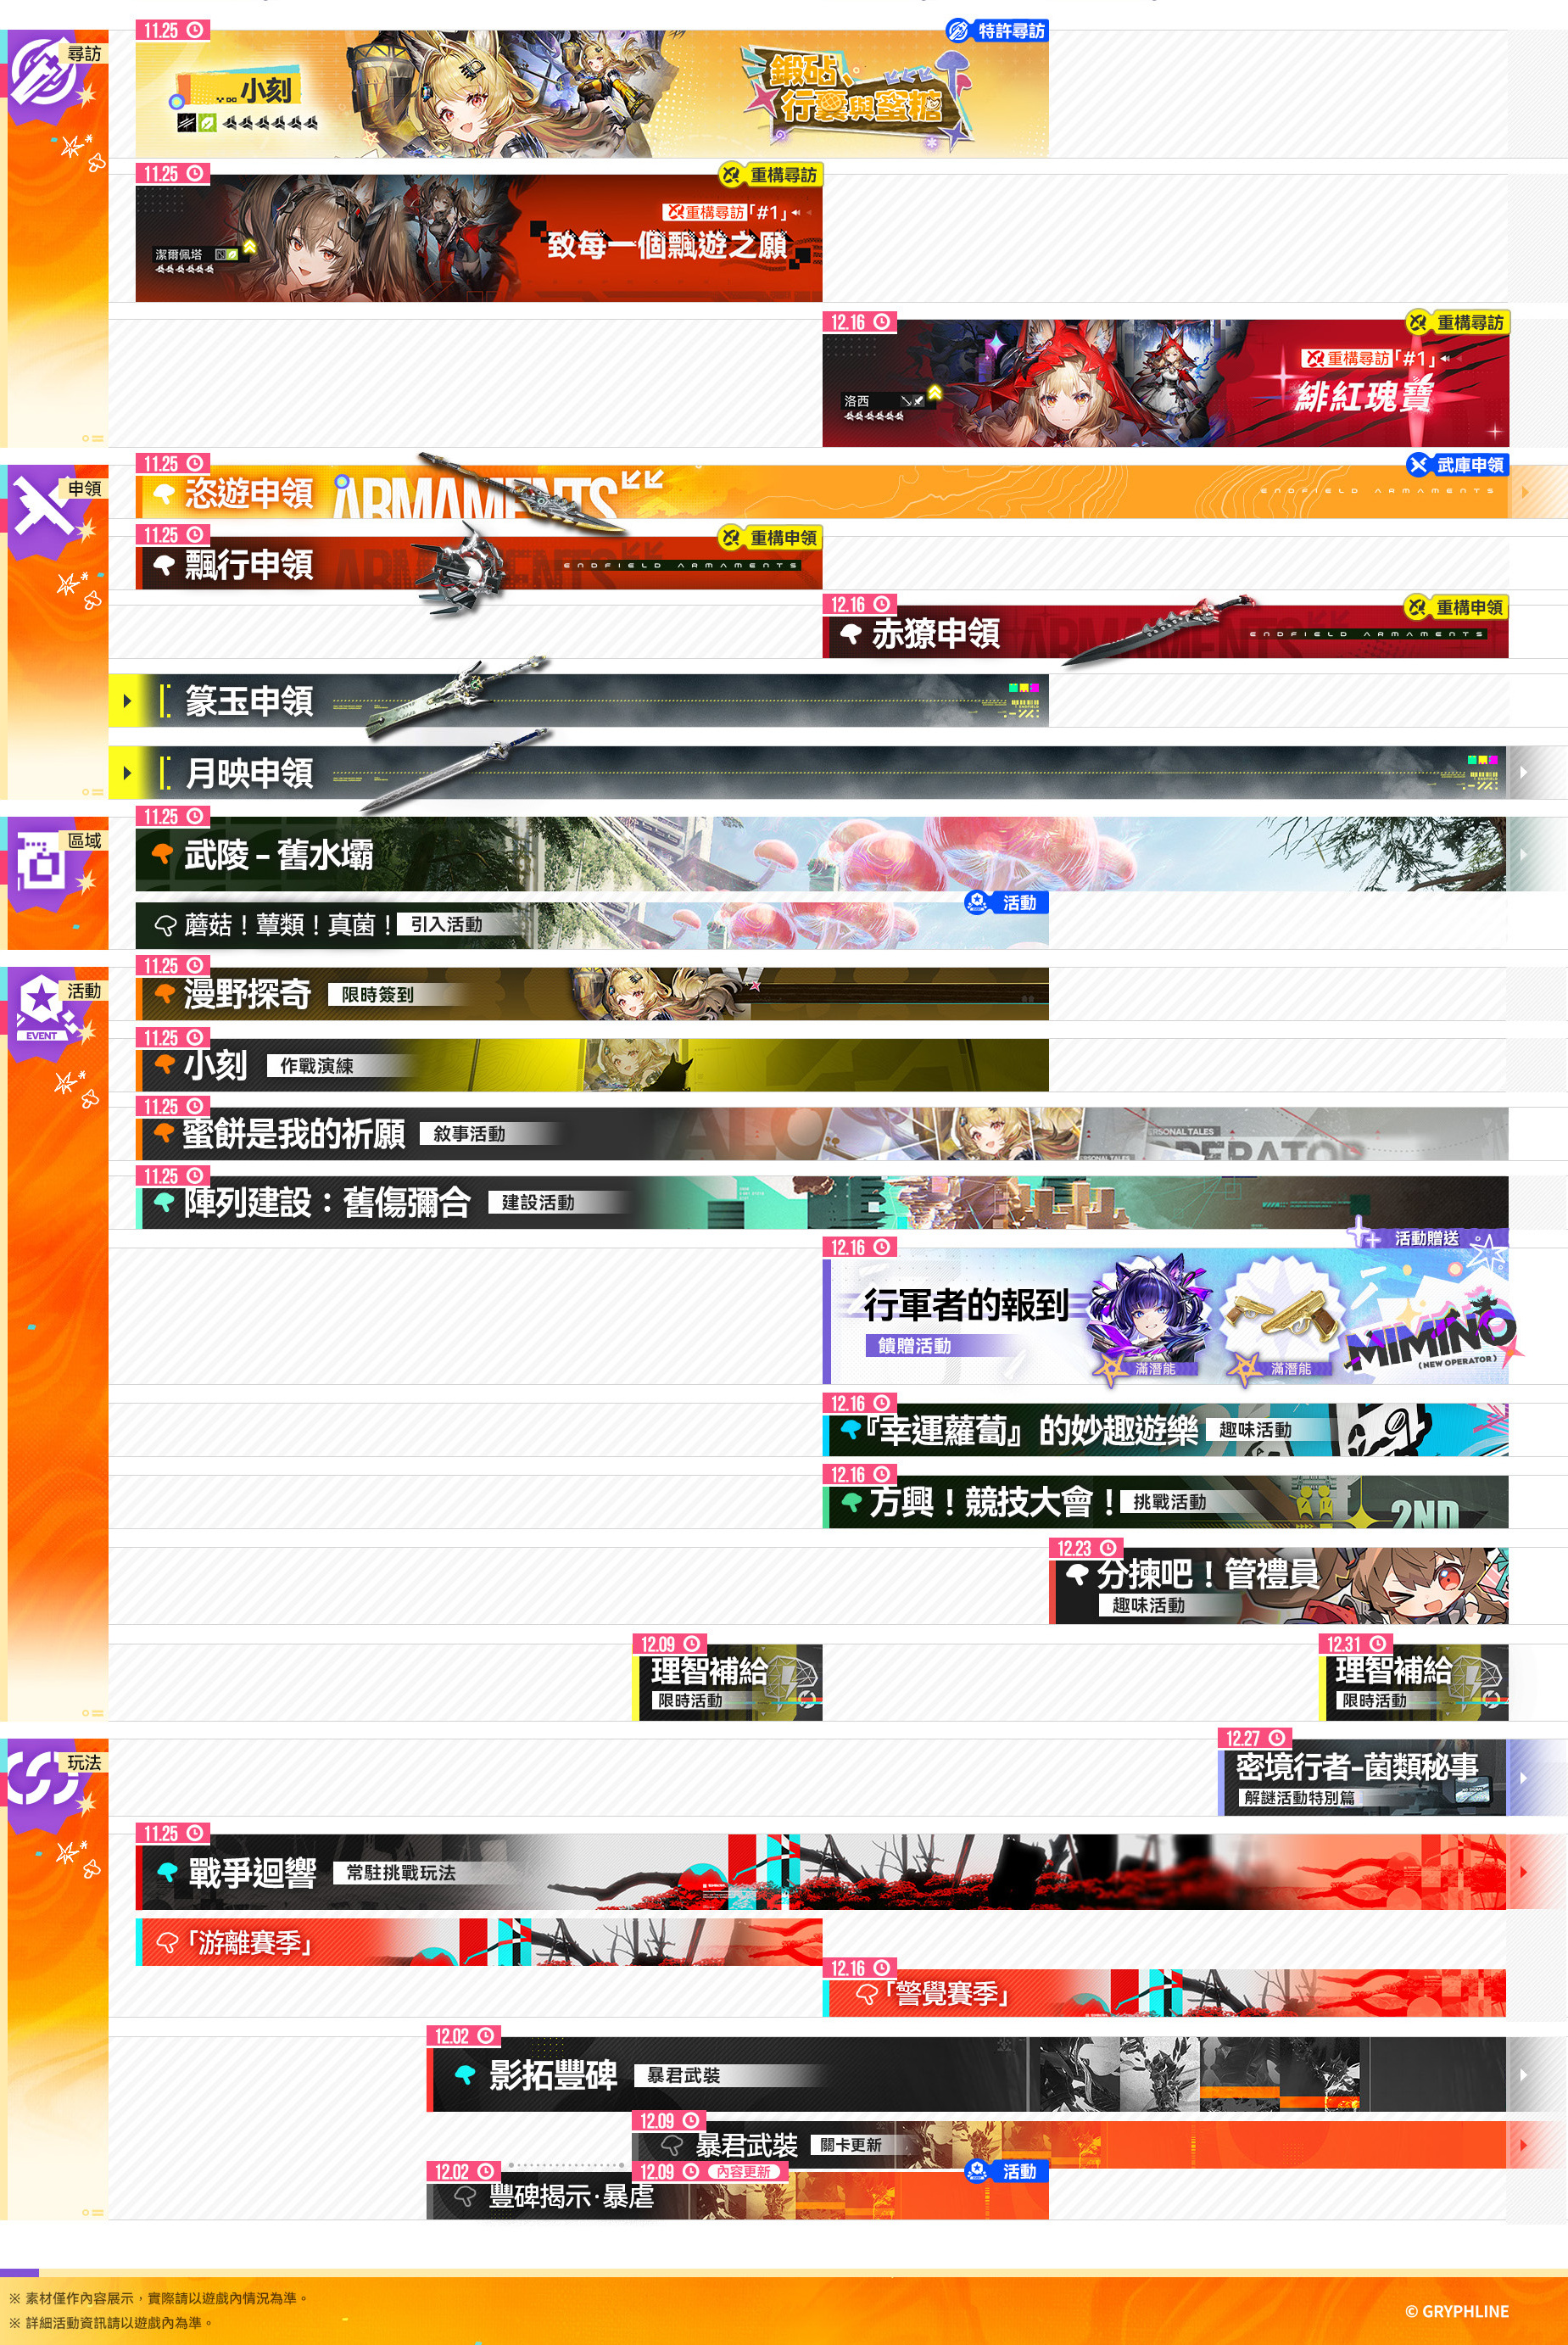 尋訪
11.25
特許尋訪
小刻
鍛砧、
行囊與蜜糖
11.25
重構尋訪
重構尋訪「#1」
致每一個飄遊之願
潔爾佩塔
12.16
重構尋訪
重構尋訪「#1」
緋紅瑰寶
洛西
申領
11.25
武庫申領
恣遊申領
ARMAMENTS
ENDFIELD ARMAMENTS
11.25
重構申領
飄行申領
ARMAMENTS
ENDFIELD ARMAMENTS
12.16
重構申領
赤獠申領
ARMAMENTS
ENDFIELD ARMAMENTS
篆玉申領
月映申領
區域
11.25
武陵－舊水壩
活動
蘑菇！蕈類！真菌！ 引入活動
活動
EVENT
11.25
漫野探奇 限時簽到
11.25
小刻 作戰演練
11.25
蜜餅是我的祈願 敘事活動
PERSONAL TALES
OPERATOR
PERSONAL TALES
11.25
陣列建設：舊傷彌合 建設活動
12.16
活動贈送
行軍者的報到
饋贈活動
滿潛能
滿潛能
MIMINO
(NEW OPERATOR)
12.16
『幸運蘿蔔』的妙趣遊樂 趣味活動
12.16
方興！競技大會！ 挑戰活動
2ND
12.23
分揀吧！管禮員
趣味活動
12.09
理智補給
限時活動
12.31
理智補給
限時活動
玩法
12.27
密境行者-菌類秘事
解謎活動特別篇
11.25
戰爭迴響 常駐挑戰玩法
「游離賽季」
12.16
「警覺賽季」
12.02
影拓豐碑 暴君武裝
12.09
暴君武裝 關卡更新
12.02
12.09 內容更新
活動
豐碑揭示·暴虐
※ 素材僅作內容展示，實際請以遊戲內情況為準。
※ 詳細活動資訊請以遊戲內為準。
© GRYPHLINE